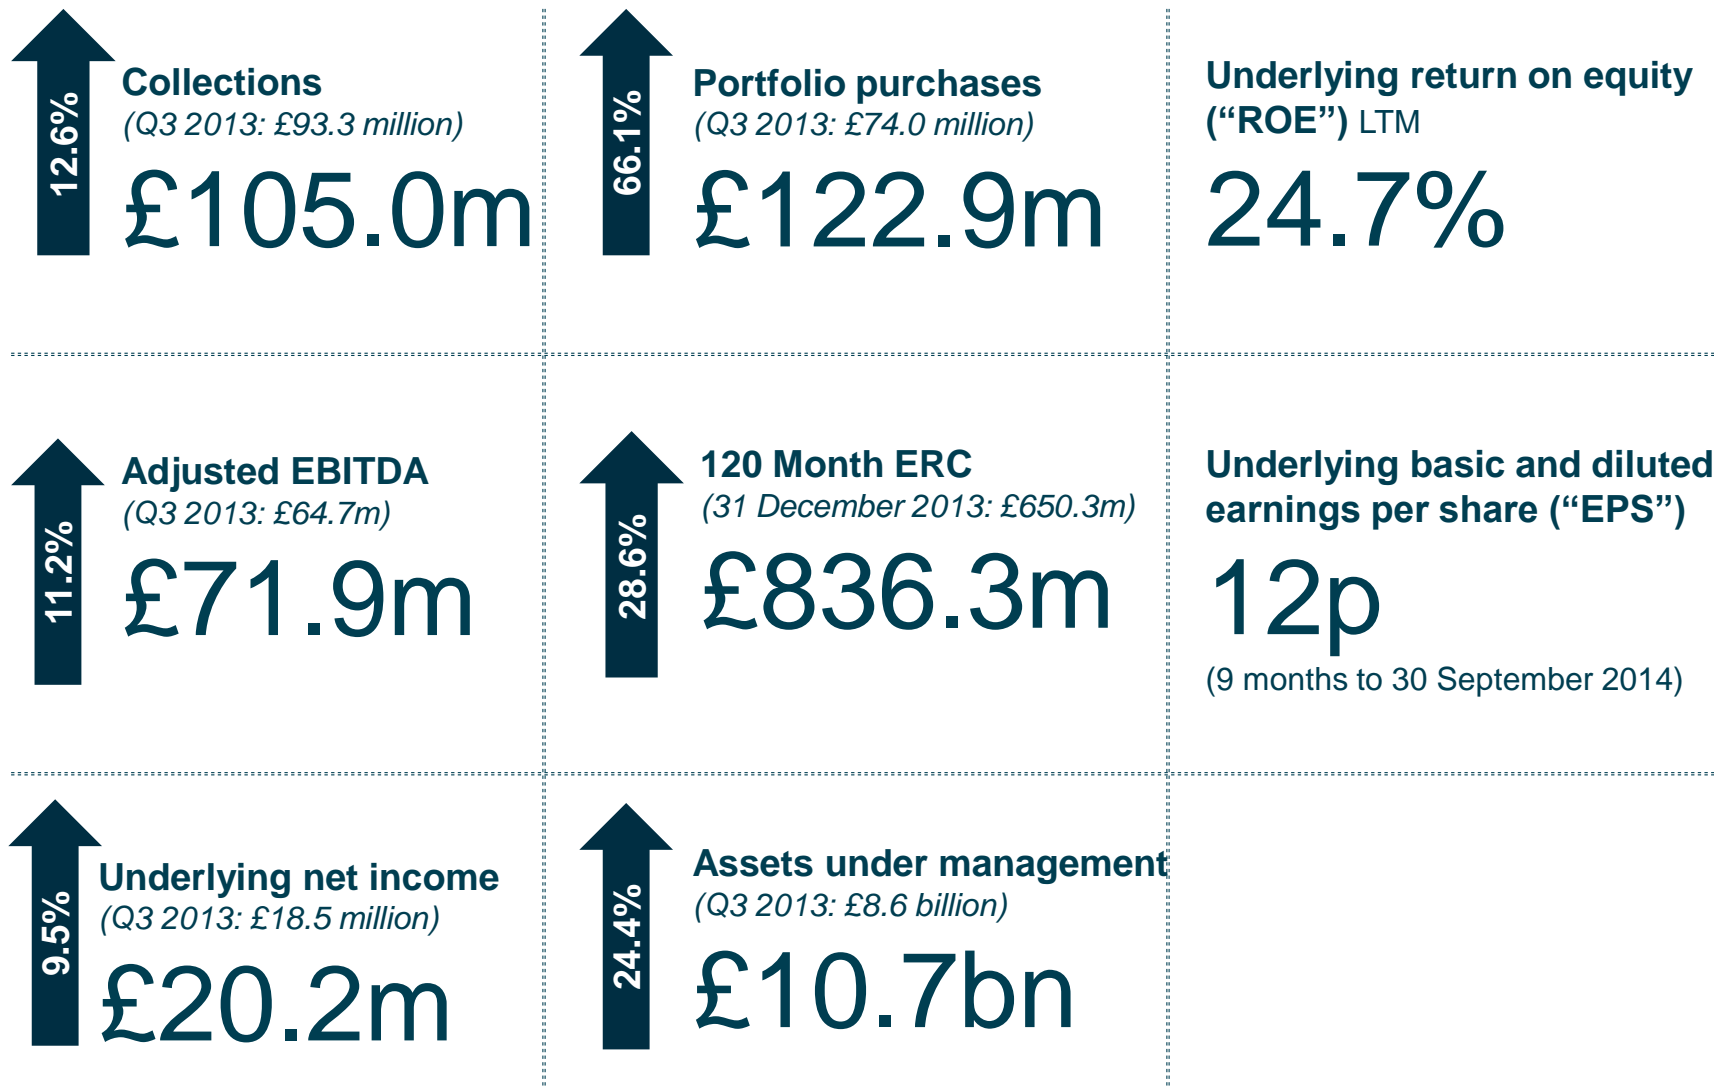 12.6%
Collections
(Q3 2013: £93.3 million)
£105.0m
66.1%
Portfolio purchases
(Q3 2013: £74.0 million)
£122.9m
Underlying return on equity
(“ROE”) LTM
24.7%
11.2%
Adjusted EBITDA
(Q3 2013: £64.7m)
£71.9m
28.6%
120 Month ERC
(31 December 2013: £650.3m)
£836.3m
Underlying basic and diluted
earnings per share (“EPS”)
12p
(9 months to 30 September 2014)
9.5%
Underlying net income
(Q3 2013: £18.5 million)
£20.2m
24.4%
Assets under management
(Q3 2013: £8.6 billion)
£10.7bn